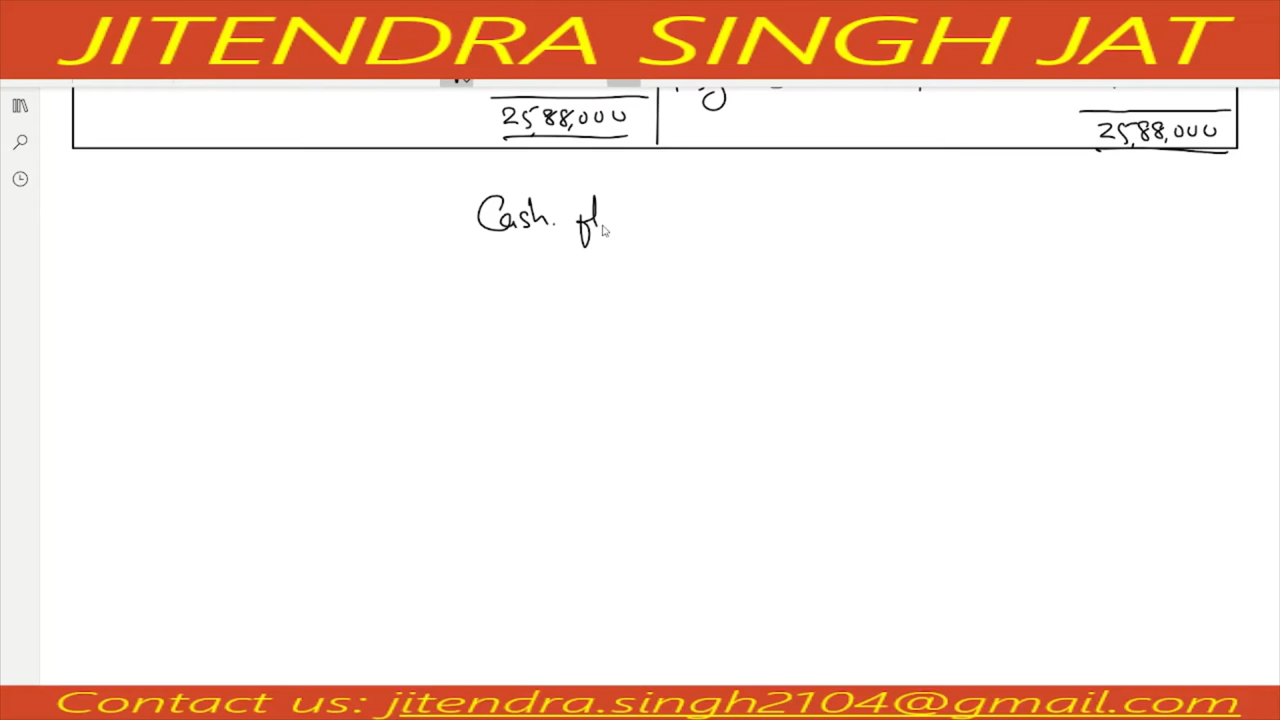 JITENDRA SINGH JAT
25,88,000
25,88,000
Cash. fl
Contact us: jitendra.singh2104@gmail.com